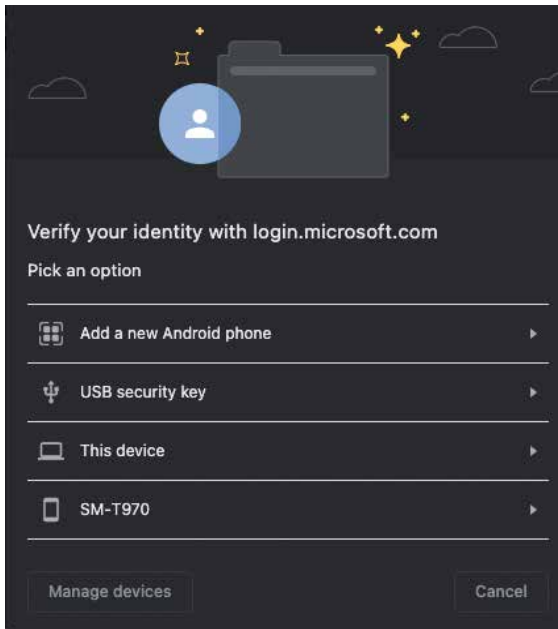 Verify your identity with login.microsoft.com
Pick an option
Add a new Android phone
USB security key
This device
SM-T970
Manage devices
Cancel